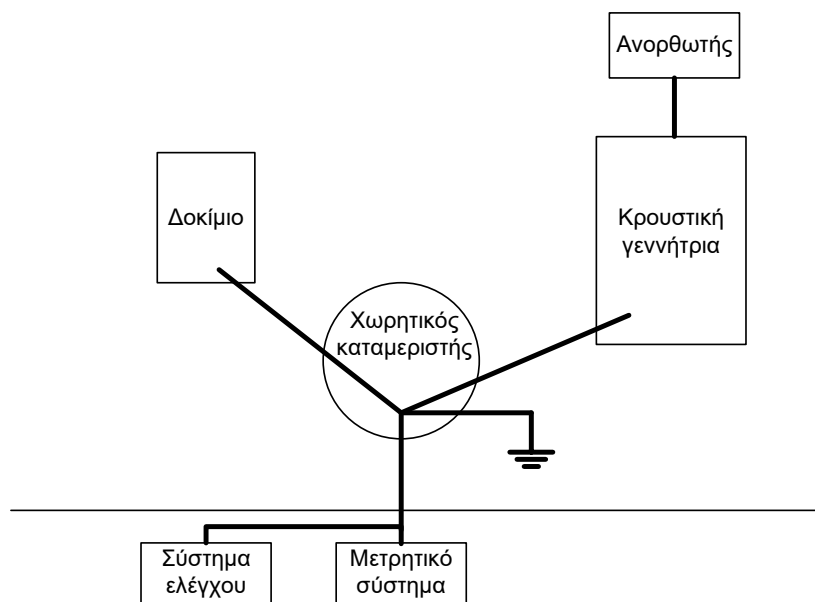 Ανορθωτής
Δοκίμιο
Κρουστική
γεννήτρια
Χωρητικός
καταμεριστής
Σύστημα
ελέγχου
Μετρητικό
σύστημα